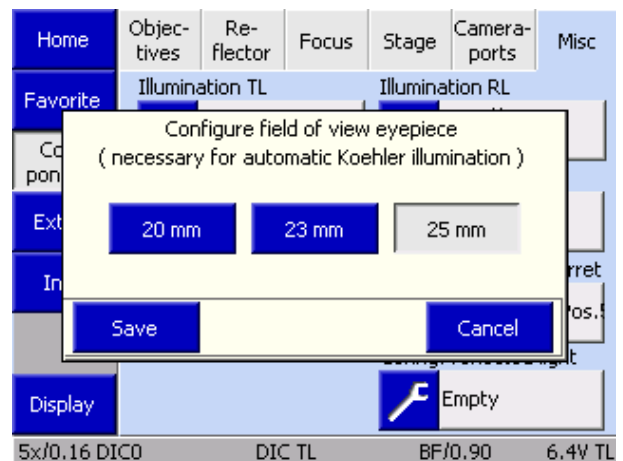 Home
Objec-
tives
Re-
flector
Focus
Stage
Camera-
ports
Misc
Favorite
Illumination TL
Illumination RL
Configure field of view eyepiece
( necessary for automatic Koehler illumination )
20 mm
23 mm
25 mm
Save
Cancel
Display
Empty
5x/0.16 DIC0
DIC TL
BF/0.90
6.4V TL